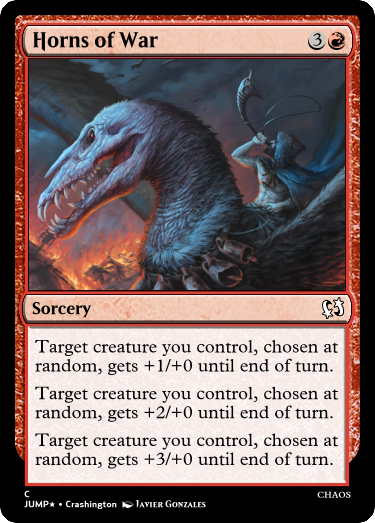 Horns of War 3
Sorcery
Target creature you control, chosen at
random, gets +1/+0 until end of turn.
Target creature you control, chosen at
random, gets +2/+0 until end of turn.
Target creature you control, chosen at
random, gets +3/+0 until end of turn.
C
JUMP★ • Crashington Javier Gonzales
CHAOS